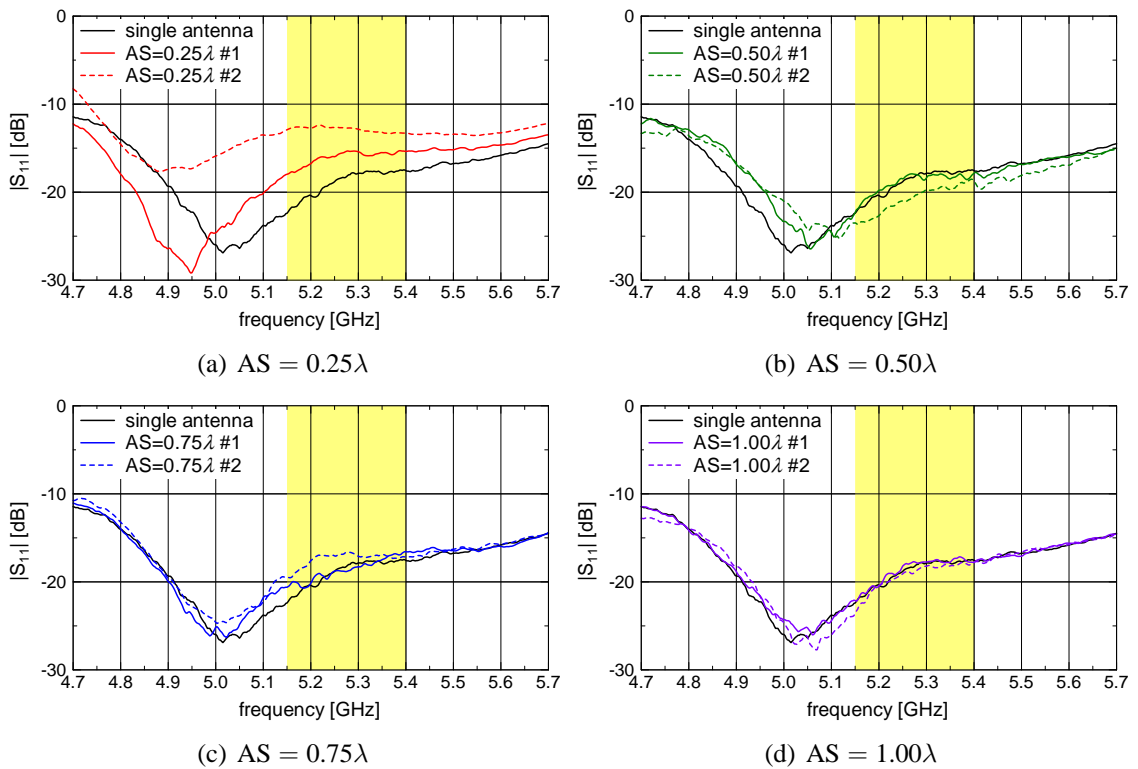 single antenna
AS=0.25λ #1
AS=0.25λ #2
0
-10
-20
-30
|S₁₁| [dB]
4.7 4.8 4.9 5.0 5.1 5.2 5.3 5.4 5.5 5.6 5.7
frequency [GHz]
(a) AS = 0.25λ
single antenna
AS=0.50λ #1
AS=0.50λ #2
0
-10
-20
-30
|S₁₁| [dB]
4.7 4.8 4.9 5.0 5.1 5.2 5.3 5.4 5.5 5.6 5.7
frequency [GHz]
(b) AS = 0.50λ
single antenna
AS=0.75λ #1
AS=0.75λ #2
0
-10
-20
-30
|S₁₁| [dB]
4.7 4.8 4.9 5.0 5.1 5.2 5.3 5.4 5.5 5.6 5.7
frequency [GHz]
(c) AS = 0.75λ
single antenna
AS=1.00λ #1
AS=1.00λ #2
0
-10
-20
-30
|S₁₁| [dB]
4.7 4.8 4.9 5.0 5.1 5.2 5.3 5.4 5.5 5.6 5.7
frequency [GHz]
(d) AS = 1.00λ